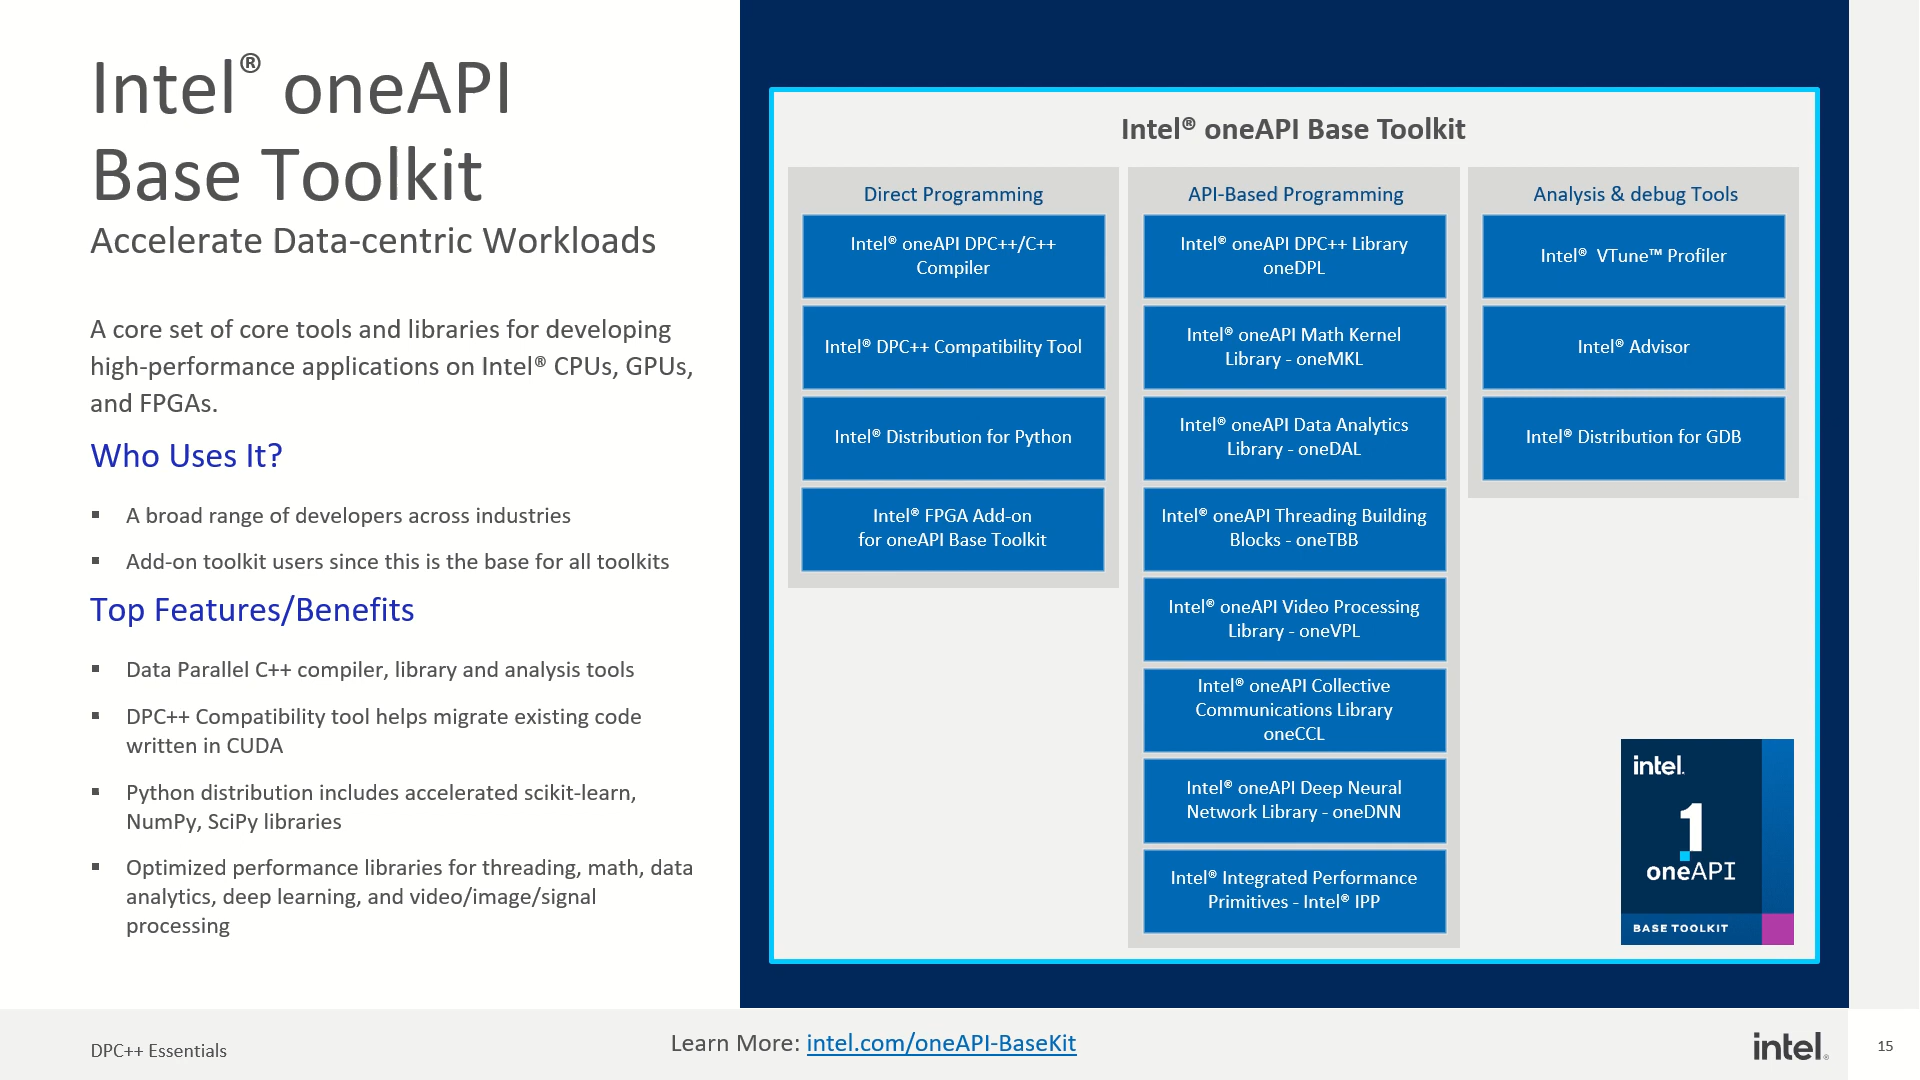 Intel® oneAPI
Base Toolkit
Accelerate Data-centric Workloads
A core set of core tools and libraries for developing
high-performance applications on Intel® CPUs, GPUs,
and FPGAs.
Who Uses It?
▪ A broad range of developers across industries
▪ Add-on toolkit users since this is the base for all toolkits
Top Features/Benefits
▪ Data Parallel C++ compiler, library and analysis tools
▪ DPC++ Compatibility tool helps migrate existing code
written in CUDA
▪ Python distribution includes accelerated scikit-learn,
NumPy, SciPy libraries
▪ Optimized performance libraries for threading, math, data
analytics, deep learning, and video/image/signal
processing
Intel® oneAPI Base Toolkit
Direct Programming
Intel® oneAPI DPC++/C++
Compiler
Intel® DPC++ Compatibility Tool
Intel® Distribution for Python
Intel® FPGA Add-on
for oneAPI Base Toolkit
API-Based Programming
Intel® oneAPI DPC++ Library
oneDPL
Intel® oneAPI Math Kernel
Library - oneMKL
Intel® oneAPI Data Analytics
Library - oneDAL
Intel® oneAPI Threading Building
Blocks - oneTBB
Intel® oneAPI Video Processing
Library - oneVPL
Intel® oneAPI Collective
Communications Library
oneCCL
Intel® oneAPI Deep Neural
Network Library - oneDNN
Intel® Integrated Performance
Primitives - Intel® IPP
Analysis & debug Tools
Intel® VTune™ Profiler
Intel® Advisor
Intel® Distribution for GDB
intel.
1
oneAPI
BASE TOOLKIT
DPC++ Essentials
Learn More: intel.com/oneAPI-BaseKit
intel®
15